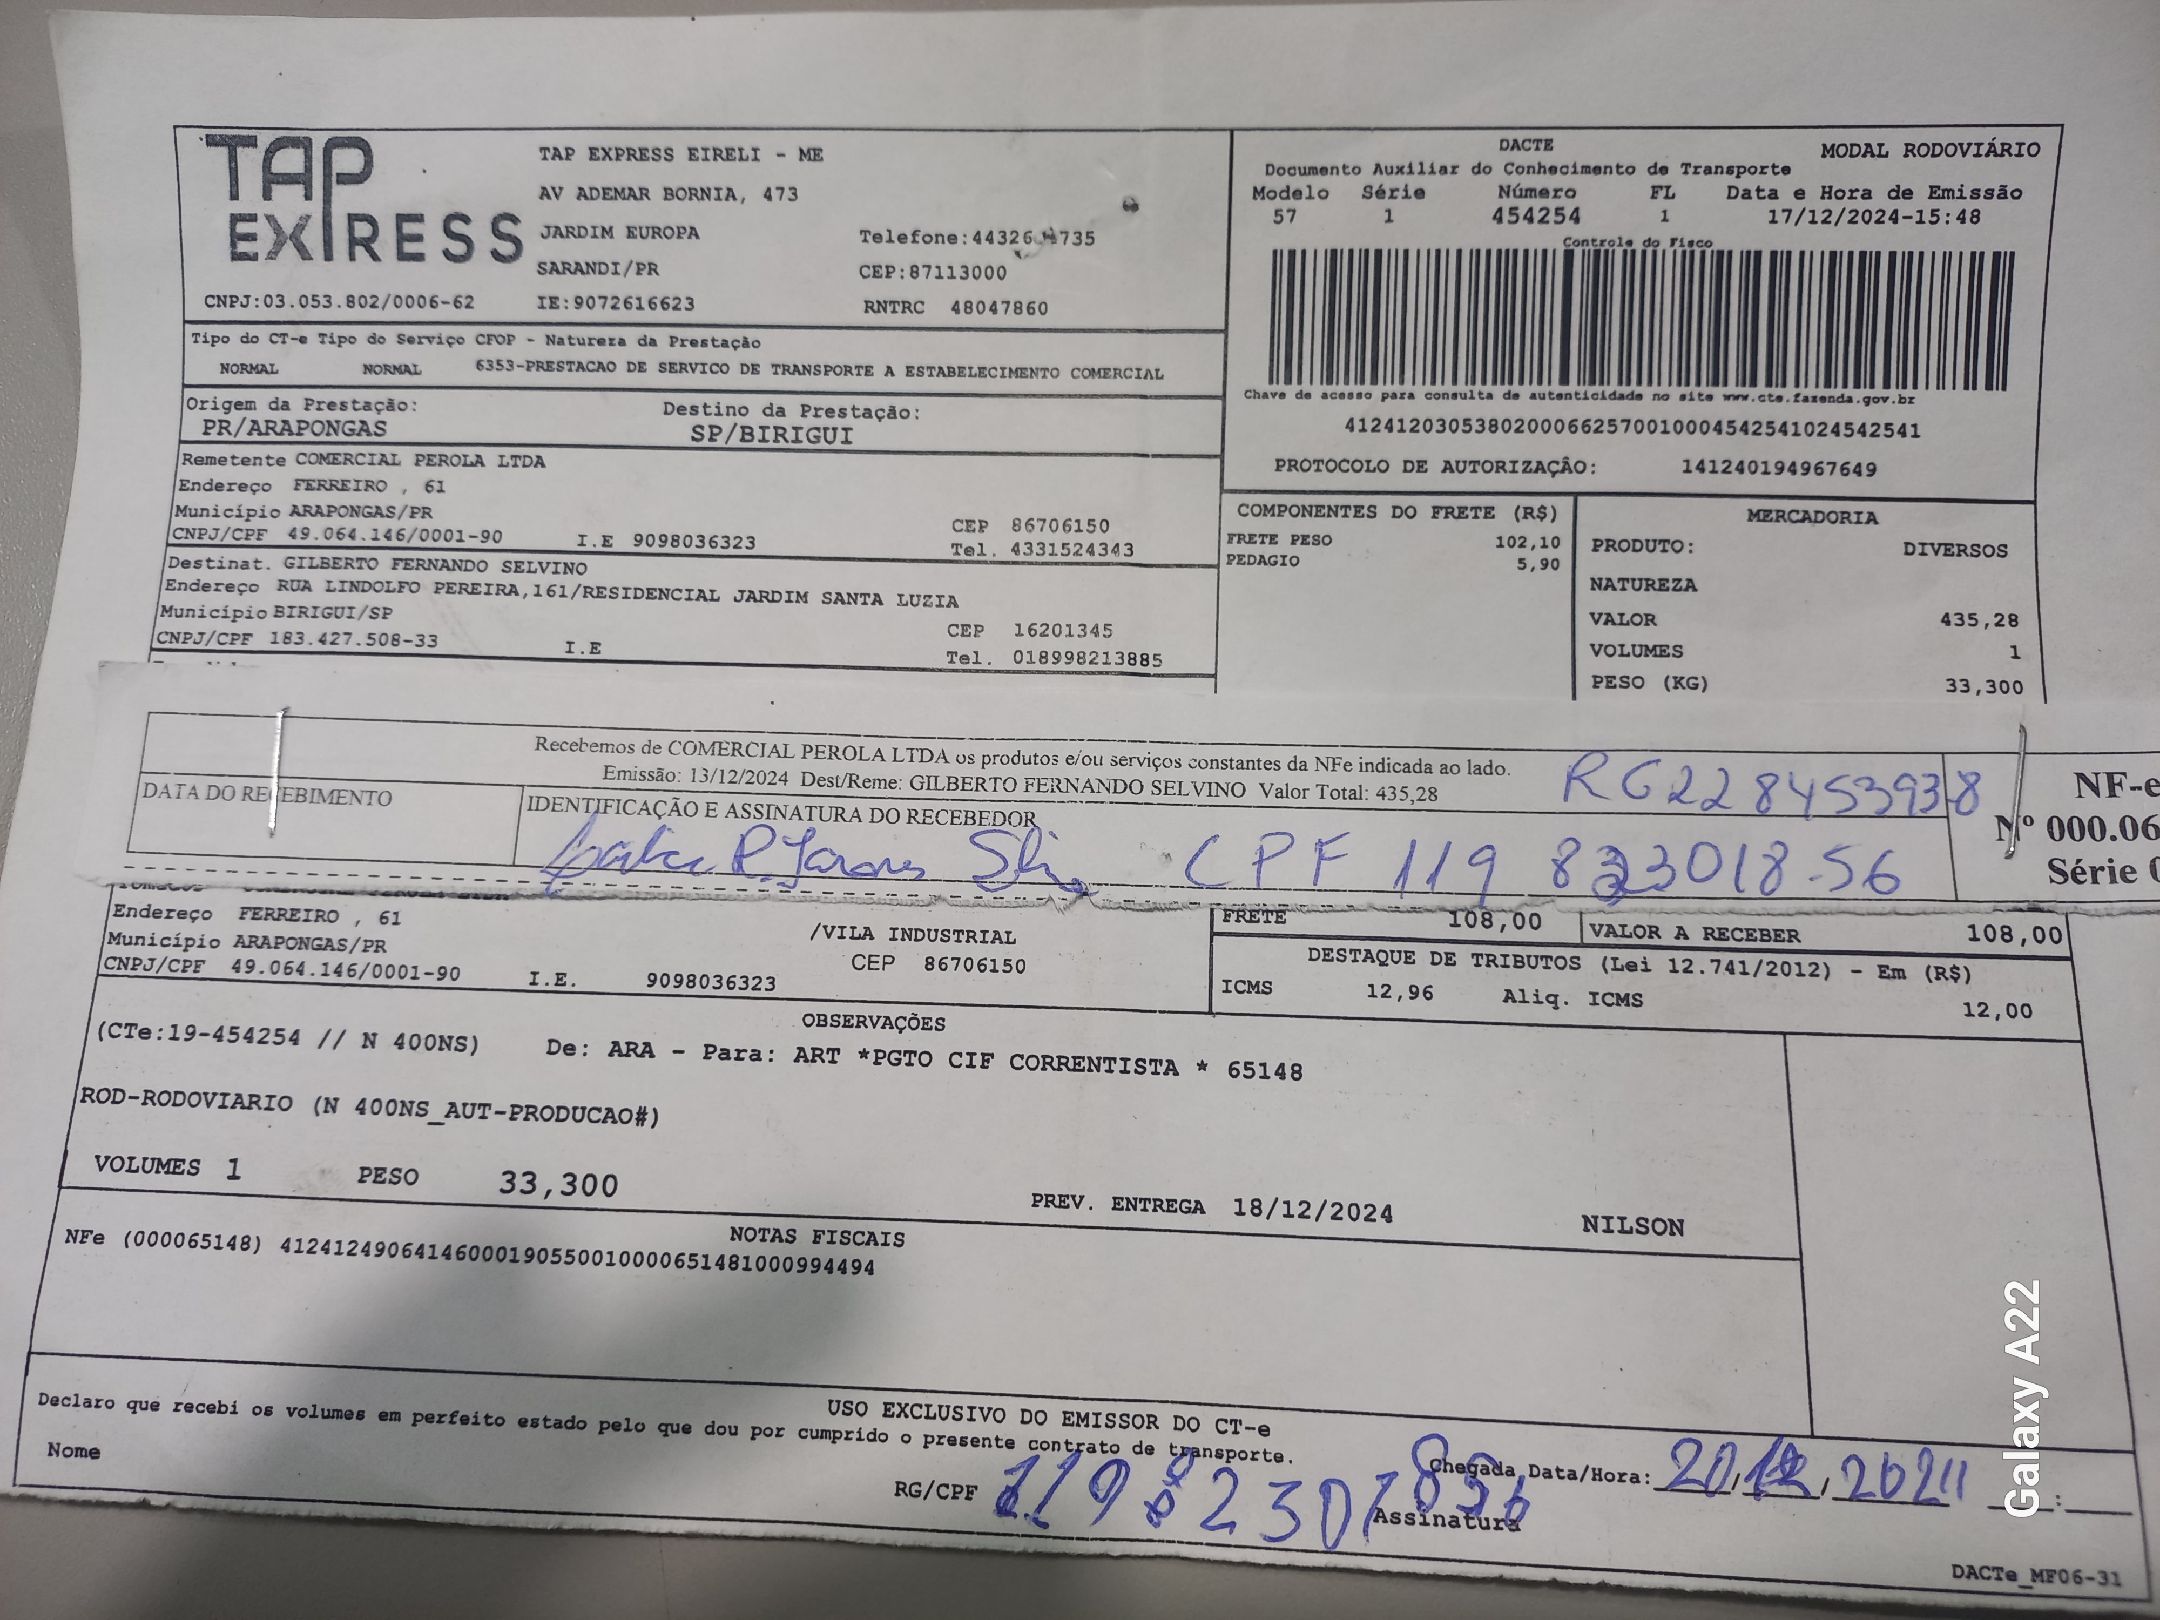 TAP EXPRESS
TAP EXPRESS EIRELI - ME
AV ADEMAR BORNIA, 473
JARDIM EUROPA Telefone:44326 4735
SARANDI/PR CEP:87113000
CNPJ:03.053.802/0006-62 IE:9072616623 RNTRC 48047860
DACTE MODAL RODOVIÁRIO
Documento Auxiliar do Conhecimento de Transporte
Modelo Série Número FL Data e Hora de Emissão
57 1 454254 1 17/12/2024-15:48
Controle do Fisco
Chave de acesso para consulta de autenticidade no site www.cte.fazenda.gov.br
41241203053802000662570010004542541024542541
PROTOCOLO DE AUTORIZAÇÃO: 141240194967649
Tipo do CT-e Tipo do Serviço CFOP - Natureza da Prestação
NORMAL NORMAL 6353-PRESTACAO DE SERVICO DE TRANSPORTE A ESTABELECIMENTO COMERCIAL
Origem da Prestação: Destino da Prestação:
PR/ARAPONGAS SP/BIRIGUI
Remetente COMERCIAL PEROLA LTDA
Endereço FERREIRO , 61
Município ARAPONGAS/PR CEP 86706150
CNPJ/CPF 49.064.146/0001-90 I.E 9098036323 Tel. 4331524343
Destinat. GILBERTO FERNANDO SELVINO
Endereço RUA LINDOLFO PEREIRA,161/RESIDENCIAL JARDIM SANTA LUZIA
Município BIRIGUI/SP CEP 16201345
CNPJ/CPF 183.427.508-33 I.E Tel. 018998213885
COMPONENTES DO FRETE (R$)
FRETE PESO 102,10
PEDAGIO 5,90
MERCADORIA
PRODUTO: DIVERSOS
NATUREZA
VALOR 435,28
VOLUMES 1
PESO (KG) 33,300
Recebemos de COMERCIAL PEROLA LTDA os produtos e/ou serviços constantes da NFe indicada ao lado.
Emissão: 13/12/2024 Dest/Reme: GILBERTO FERNANDO SELVINO Valor Total: 435,28
RG 228453938
DATA DO RECEBIMENTO IDENTIFICAÇÃO E ASSINATURA DO RECEBEDOR
CPF 119 823018-56
NF-e
Nº 000.06
Série
Endereço FERREIRO , 61 /VILA INDUSTRIAL
Município ARAPONGAS/PR CEP 86706150
CNPJ/CPF 49.064.146/0001-90 I.E. 9098036323
FRETE 108,00 VALOR A RECEBER 108,00
DESTAQUE DE TRIBUTOS (Lei 12.741/2012) - Em (R$)
ICMS 12,96 Aliq. ICMS 12,00
OBSERVAÇÕES
(CTe:19-454254 // N 400NS) De: ARA - Para: ART *PGTO CIF CORRENTISTA * 65148
ROD-RODOVIARIO (N 400NS_AUT-PRODUCAO#)
VOLUMES 1 PESO 33,300 PREV. ENTREGA 18/12/2024 NILSON
NOTAS FISCAIS
NFe (000065148) 41241249064146000190550010000651481000994494
USO EXCLUSIVO DO EMISSOR DO CT-e
Declaro que recebi os volumes em perfeito estado pelo que dou por cumprido o presente contrato de transporte.
Nome RG/CPF 11982301856 Chegada Data/Hora: 20/12/2024 __:__
Assinatura
DACTe_MF06-31
Galaxy A22